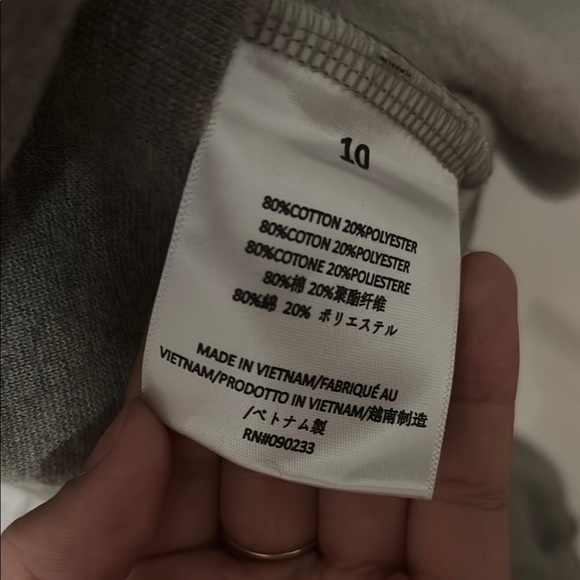 10
80%COTTON 20%POLYESTER
80%COTON 20%POLYESTER
80%COTONE 20%POLIESTERE
80%棉 20%聚酯纤维
80%綿 20% ポリエステル
MADE IN VIETNAM/FABRIQUÉ AU
VIETNAM/PRODOTTO IN VIETNAM/越南制造
/ベトナム製
RN#090233